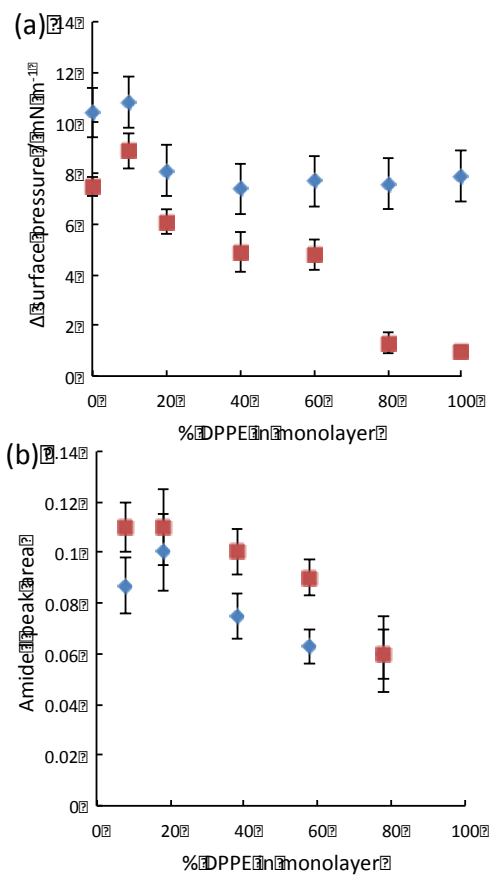 (a)
Δ surface pressure / mN m⁻¹
14
12
10
8
6
4
2
0
0 20 40 60 80 100
% DPPE in monolayer
(b)
Amide I peak area
0.14
0.12
0.1
0.08
0.06
0.04
0.02
0
0 20 40 60 80 100
% DPPE in monolayer